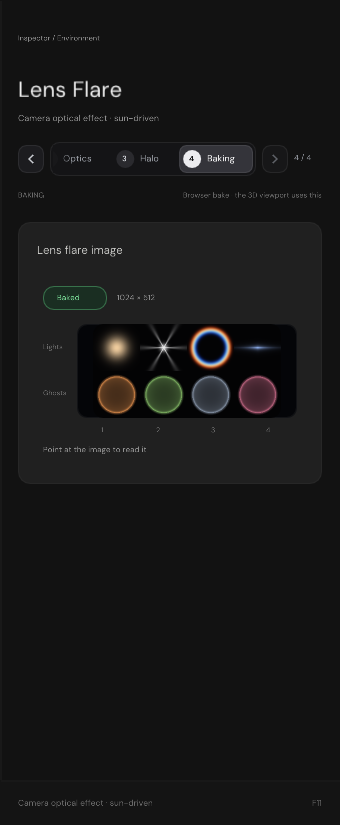 Inspector / Environment
Lens Flare
Camera optical effect · sun-driven
Optics 3 Halo 4 Baking 4 / 4
BAKING Browser bake · the 3D viewport uses this
Lens flare image
Baked 1024 × 512
Lights
Ghosts
1 2 3 4
Point at the image to read it
Camera optical effect · sun-driven F11